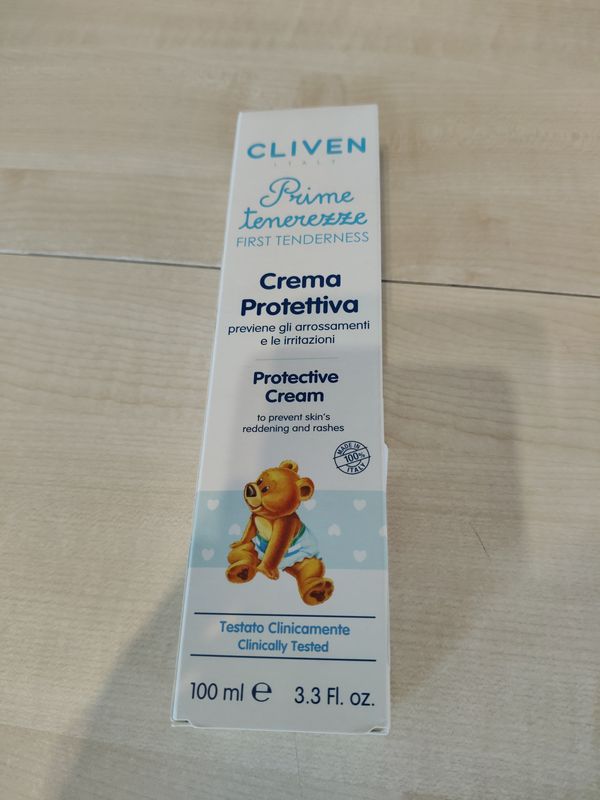 CLIVEN
ITALY
Prime
tenerezze
FIRST TENDERNESS
Crema
Protettiva
previene gli arrossamenti
e le irritazioni
Protective
Cream
to prevent skin's
reddening and rashes
MADE IN
100%
ITALY
Testato Clinicamente
Clinically Tested
100 ml e 3.3 Fl. oz.